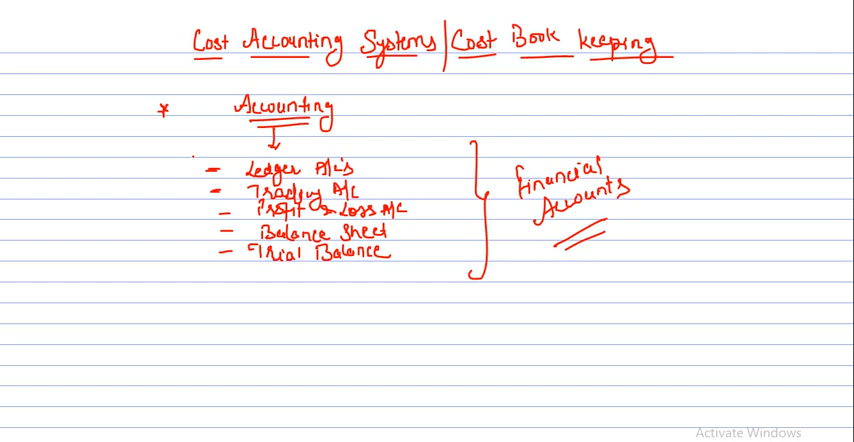 Cost Accounting Systems | Cost Book keeping
* Accounting
- Ledger A/c's
- Trading A/c
- Profit & Loss A/c
- Balance Sheet
- Trial Balance
Financial
Accounts
Activate Windows